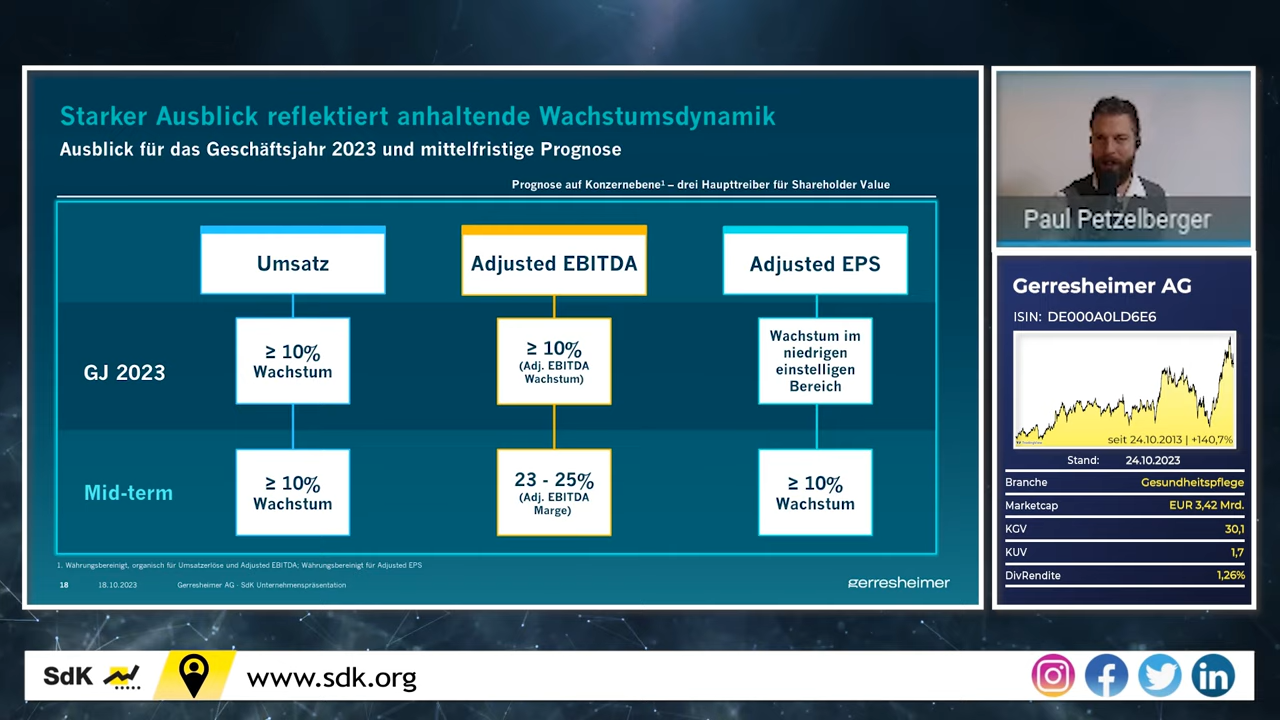 Starker Ausblick reflektiert anhaltende Wachstumsdynamik
Ausblick für das Geschäftsjahr 2023 und mittelfristige Prognose
Prognose auf Konzernebene¹ – drei Haupttreiber für Shareholder Value
Umsatz
Adjusted EBITDA
Adjusted EPS
GJ 2023
≥ 10%
Wachstum
≥ 10%
(Adj. EBITDA
Wachstum)
Wachstum im
niedrigen
einstelligen
Bereich
Mid-term
≥ 10%
Wachstum
23 - 25%
(Adj. EBITDA
Marge)
≥ 10%
Wachstum
1. Währungsbereinigt, organisch für Umsatzerlöse und Adjusted EBITDA; Währungsbereinigt für Adjusted EPS
18 18.10.2023 Gerresheimer AG - SdK Unternehmenspräsentation
gerresheimer
Paul Petzelberger
Gerresheimer AG
ISIN: DE000A0LD6E6
seit 24.10.2013 | +140,7%
Stand: 24.10.2023
Branche Gesundheitspflege
Marketcap EUR 3,42 Mrd.
KGV 30,1
KUV 1,7
DivRendite 1,26%
SdK
www.sdk.org